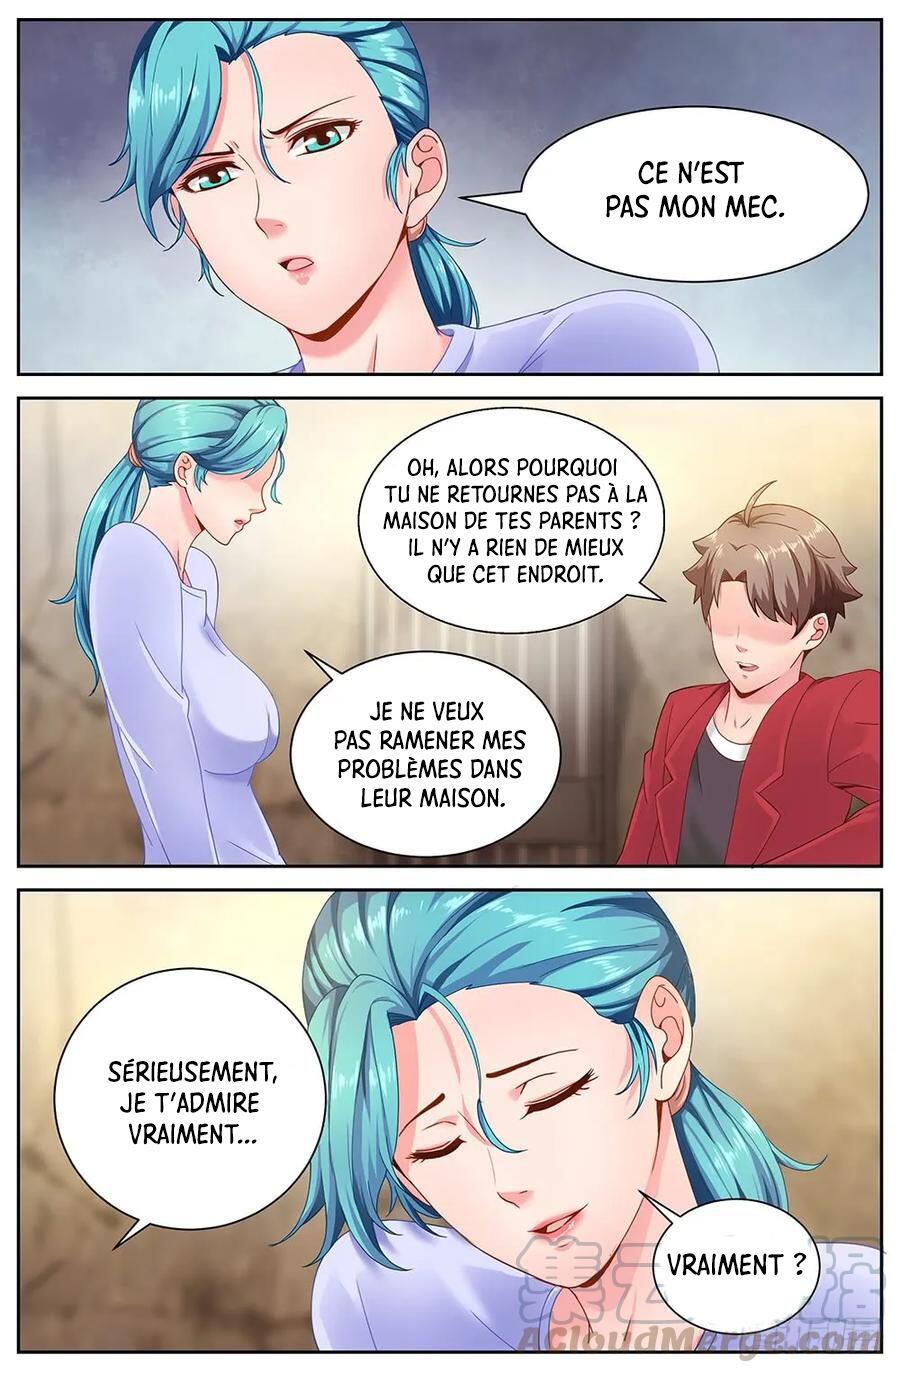 CE N'EST
PAS MON MEC.
OH, ALORS POURQUOI
TU NE RETOURNES PAS À LA
MAISON DE TES PARENTS ?
IL N'Y A RIEN DE MIEUX
QUE CET ENDROIT.
JE NE VEUX
PAS RAMENER MES
PROBLÈMES DANS
LEUR MAISON.
SÉRIEUSEMENT,
JE T'ADMIRE
VRAIMENT...
VRAIMENT ?
AcloudMerge.com